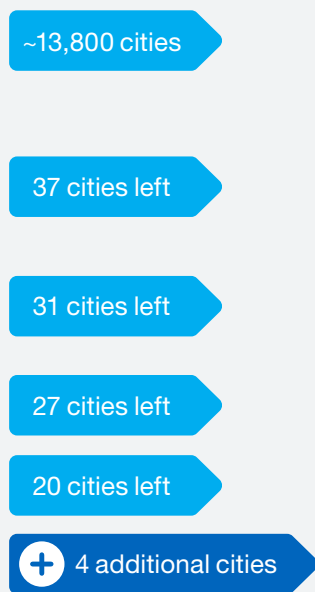 ~13,800 cities
37 cities left
31 cities left
27 cities left
20 cities left
+ 4 additional cities